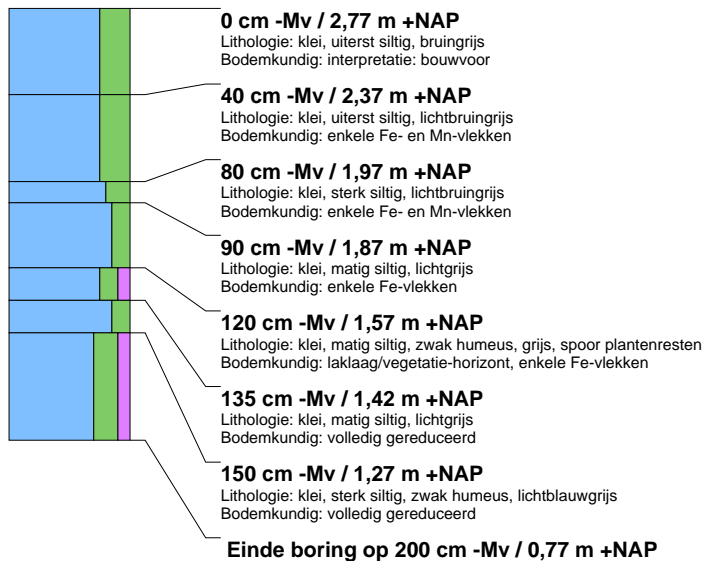 0 cm -Mv / 2,77 m +NAP
Lithologie: klei, uiterst siltig, bruingrijs
Bodemkundig: interpretatie: bouwvoor
40 cm -Mv / 2,37 m +NAP
Lithologie: klei, uiterst siltig, lichtbruingrijs
Bodemkundig: enkele Fe- en Mn-vlekken
80 cm -Mv / 1,97 m +NAP
Lithologie: klei, sterk siltig, lichtbruingrijs
Bodemkundig: enkele Fe- en Mn-vlekken
90 cm -Mv / 1,87 m +NAP
Lithologie: klei, matig siltig, lichtgrijs
Bodemkundig: enkele Fe-vlekken
120 cm -Mv / 1,57 m +NAP
Lithologie: klei, matig siltig, zwak humeus, grijs, spoor plantenresten
Bodemkundig: laklaag/vegetatie-horizont, enkele Fe-vlekken
135 cm -Mv / 1,42 m +NAP
Lithologie: klei, matig siltig, lichtgrijs
Bodemkundig: volledig gereduceerd
150 cm -Mv / 1,27 m +NAP
Lithologie: klei, sterk siltig, zwak humeus, lichtblauwgrijs
Bodemkundig: volledig gereduceerd
Einde boring op 200 cm -Mv / 0,77 m +NAP